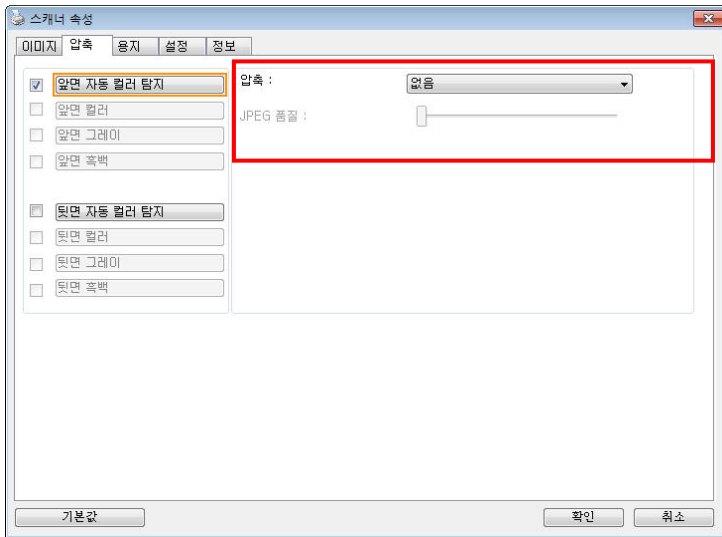 스캐너 속성
이미지 압축 용지 설정 정보
앞면 자동 컬러 탐지
앞면 컬러
앞면 그레이
앞면 흑백
뒷면 자동 컬러 탐지
뒷면 컬러
뒷면 그레이
뒷면 흑백
압축 : 없음
JPEG 품질 :
기본값 확인 취소